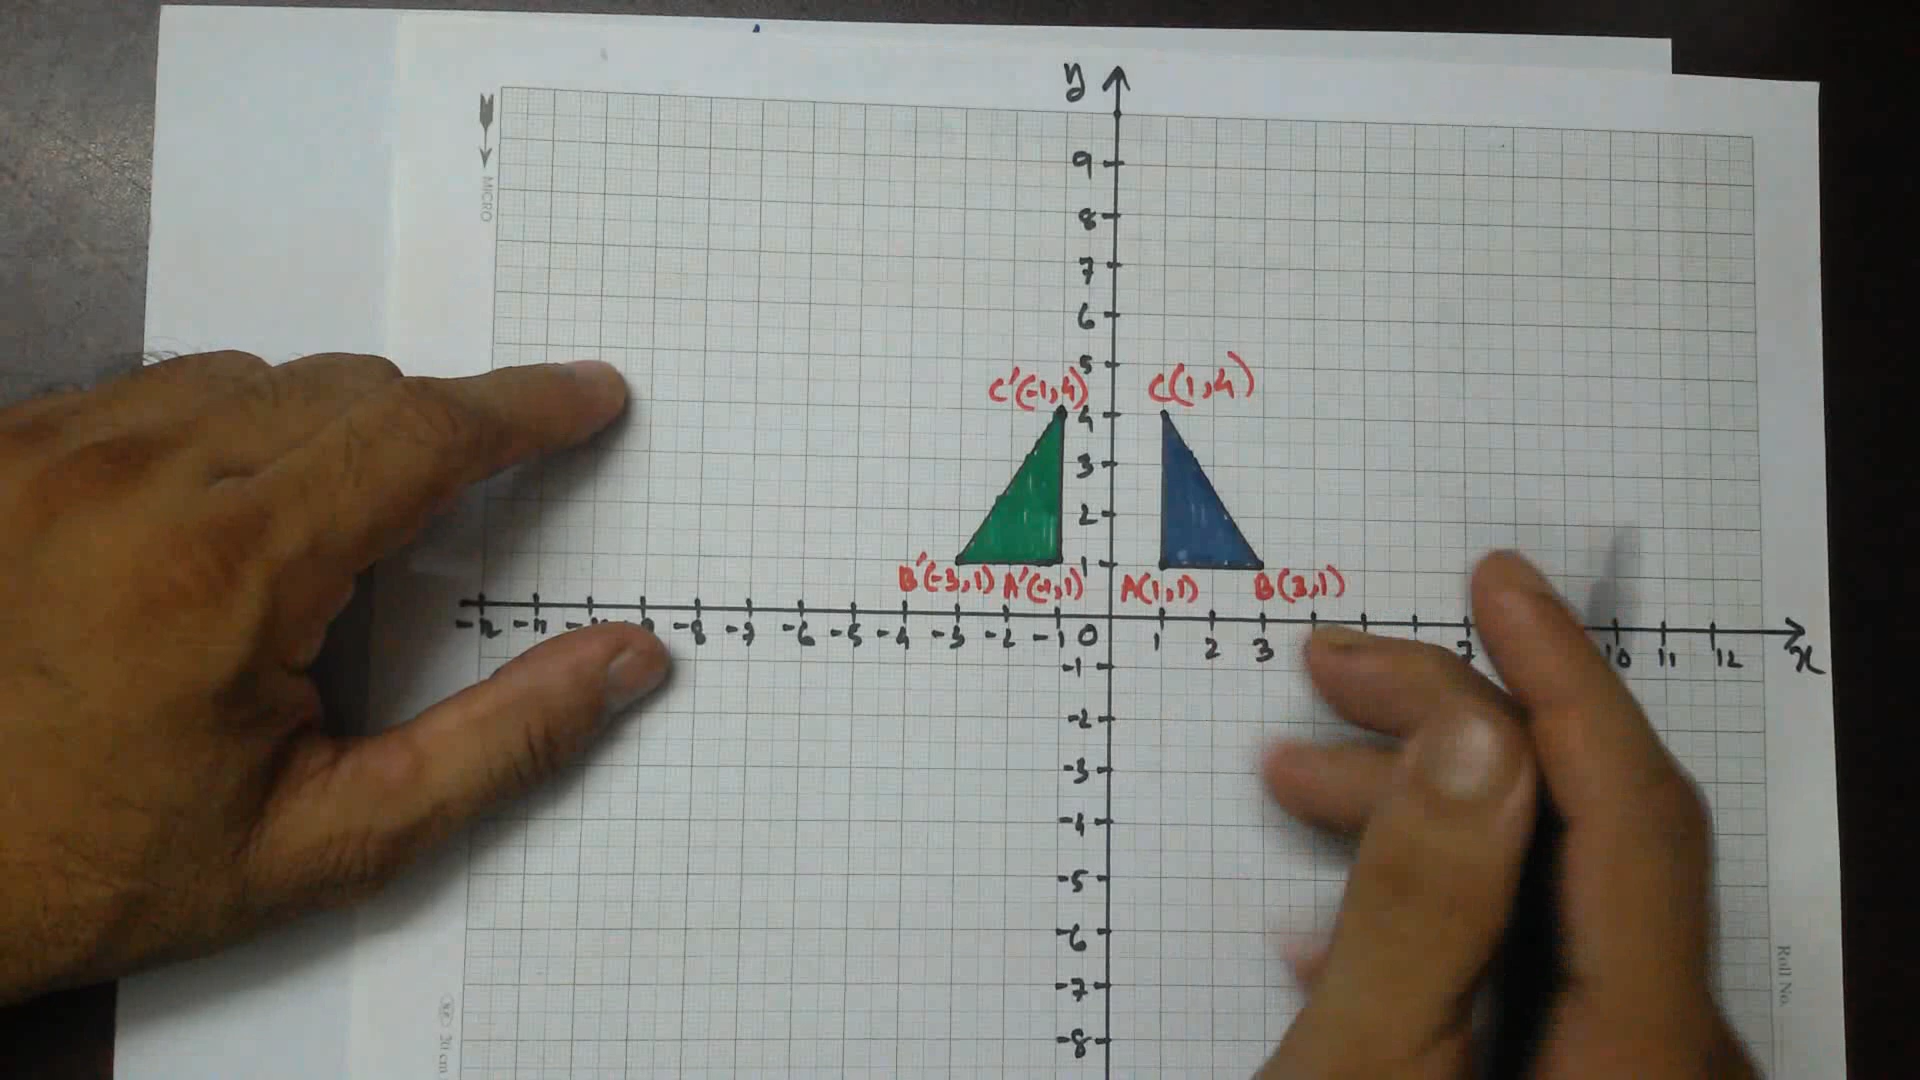 y
MICRO
9
8
7
6
5
C'(-1,4) C(1,4)
4
3
2
1
B'(-3,1) A'(-1,1) A(1,1) B(3,1)
-12 -11 -8 -7 -6 -5 -4 -3 -2 -1 0 1 2 3 7 10 11 12 x
-1
-2
-3
-4
-5
-6
-7
-8
Roll No.
20 cm